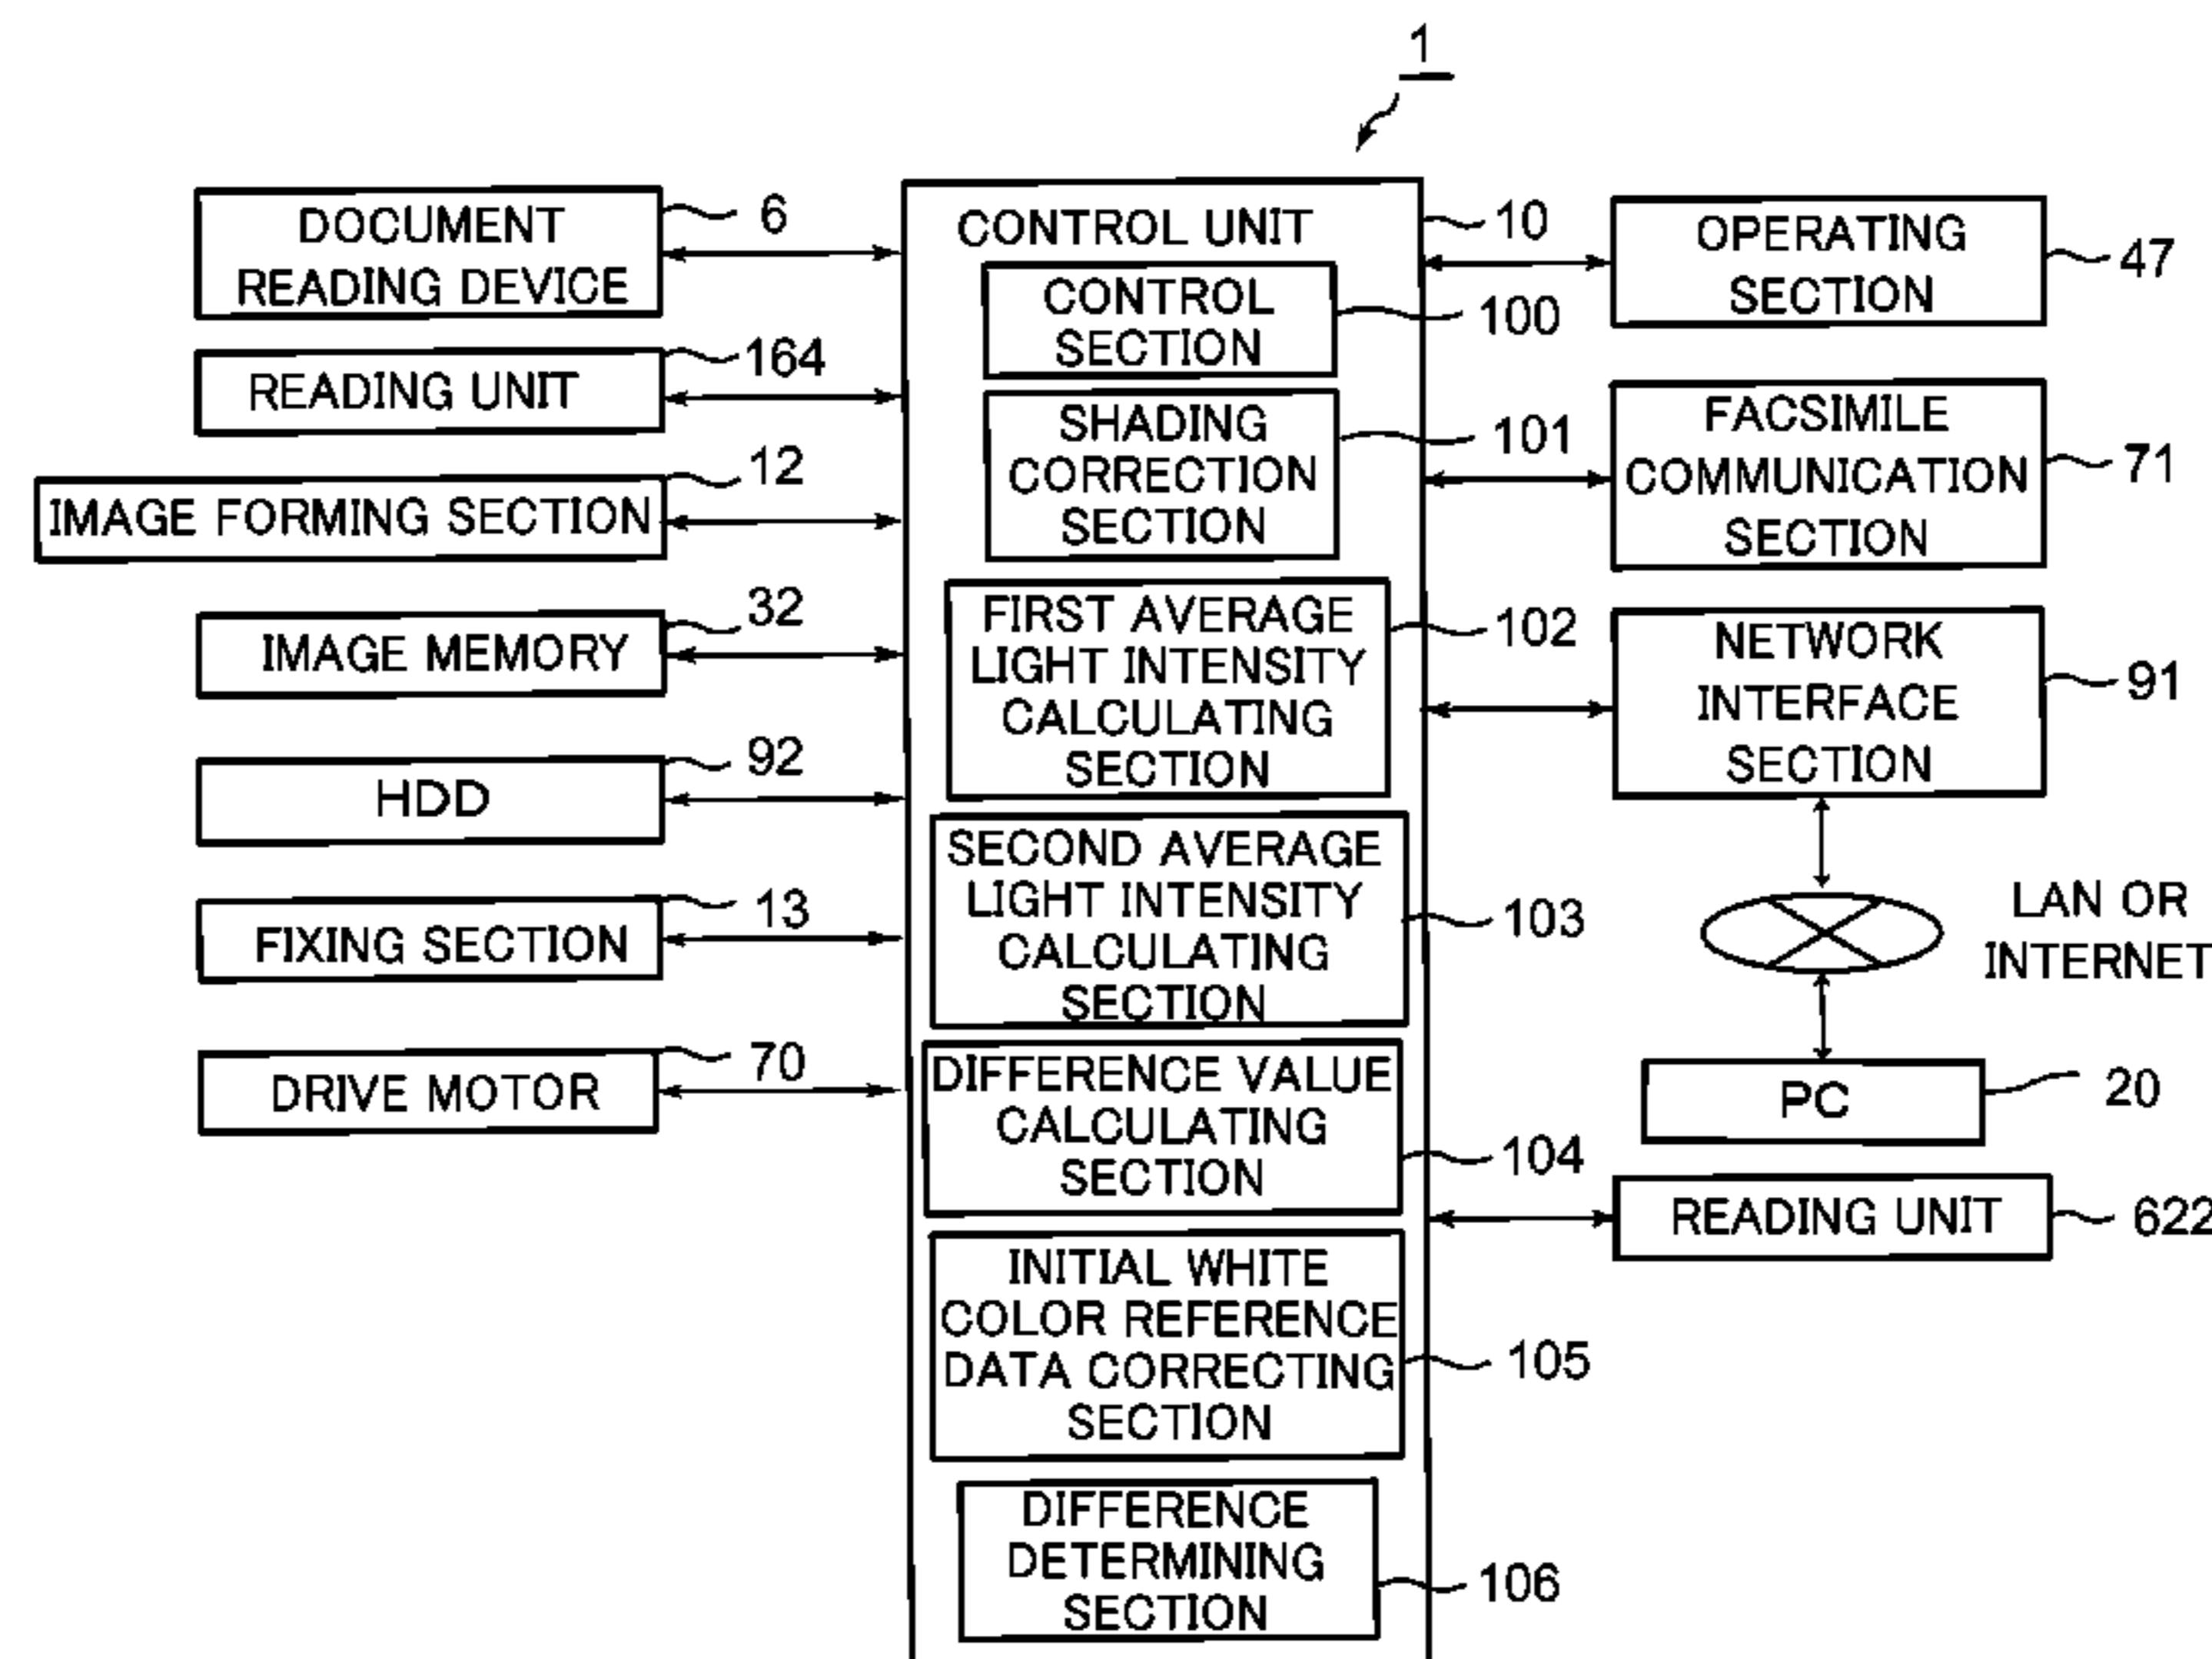 1
DOCUMENT
READING DEVICE
6
READING UNIT
164
IMAGE FORMING SECTION
12
IMAGE MEMORY
32
HDD
92
FIXING SECTION
13
DRIVE MOTOR
70
CONTROL UNIT
10
CONTROL
SECTION
100
SHADING
CORRECTION
SECTION
101
FIRST AVERAGE
LIGHT INTENSITY
CALCULATING
SECTION
102
SECOND AVERAGE
LIGHT INTENSITY
CALCULATING
SECTION
103
DIFFERENCE VALUE
CALCULATING
SECTION
104
INITIAL WHITE
COLOR REFERENCE
DATA CORRECTING
SECTION
105
DIFFERENCE
DETERMINING
SECTION
106
OPERATING
SECTION
47
FACSIMILE
COMMUNICATION
SECTION
71
NETWORK
INTERFACE
SECTION
91
LAN OR
INTERNET
PC
20
READING UNIT
622